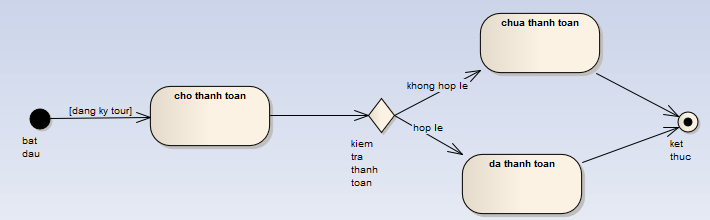 bat
dau
[dang ky tour]
cho thanh toan
kiem
tra
thanh
toan
khong hop le
hop le
chua thanh toan
da thanh toan
ket
thuc